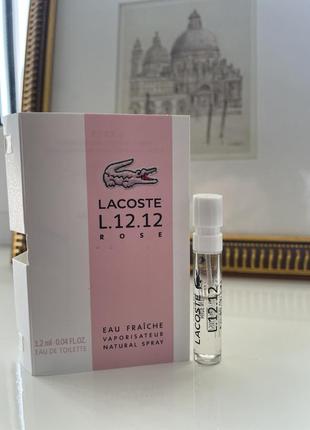 LACOSTE
L.12.12
ROSE
EAU FRAÎCHE
VAPORISATEUR
NATURAL SPRAY
1.2 ml - 0.04 FL.OZ.
EAU DE TOILETTE
LACOSTE
L.12.12